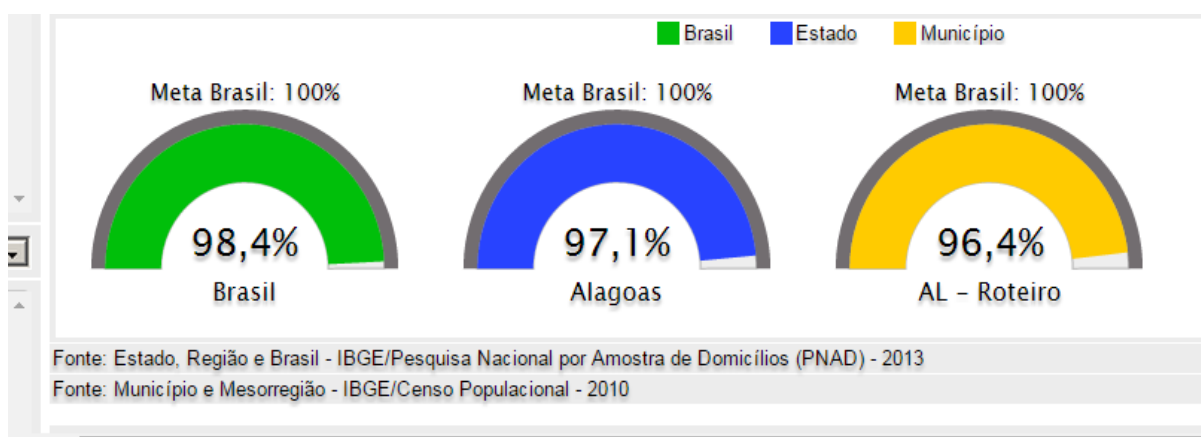 Brasil Estado Município
Meta Brasil: 100% Meta Brasil: 100% Meta Brasil: 100%
98,4% 97,1% 96,4%
Brasil Alagoas AL – Roteiro
Fonte: Estado, Região e Brasil - IBGE/Pesquisa Nacional por Amostra de Domicílios (PNAD) - 2013
Fonte: Município e Mesorregião - IBGE/Censo Populacional - 2010